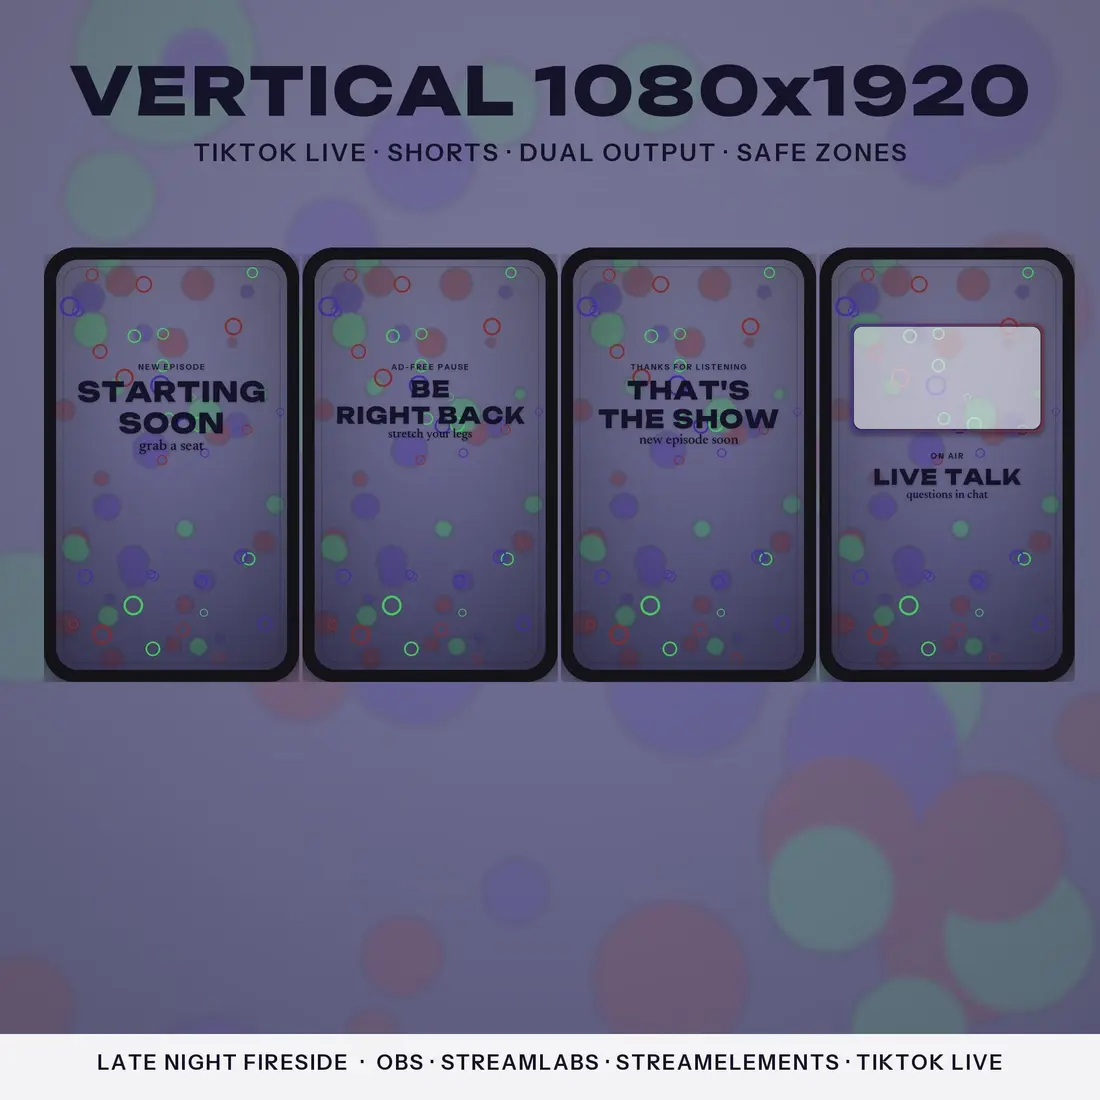 VERTICAL 1080x1920
TIKTOK LIVE · SHORTS · DUAL OUTPUT · SAFE ZONES
NEW EPISODE
STARTING
SOON
grab a seat
AD-FREE PAUSE
BE
RIGHT BACK
stretch your legs
THANKS FOR LISTENING
THAT'S
THE SHOW
new episode soon
ON AIR
LIVE TALK
questions in chat
LATE NIGHT FIRESIDE · OBS · STREAMLABS · STREAMELEMENTS · TIKTOK LIVE